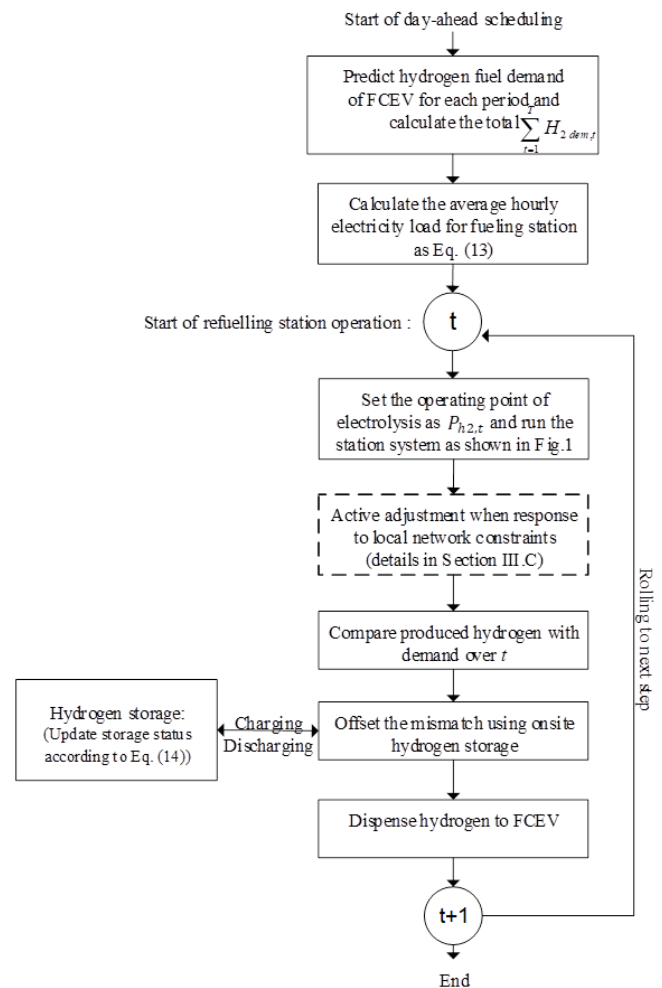 Start of day-ahead scheduling
Predict hydrogen fuel demand
of FCEV for each period and
calculate the total $\sum_{t=1}^{T} H_{2\,dem,t}$
Calculate the average hourly
electricity load for fueling station
as Eq. (13)
Start of refuelling station operation :
t
Set the operating point of
electrolysis as $P_{h2,t}$ and run the
station system as shown in Fig.1
Active adjustment when response
to local network constraints
(details in Section III.C)
Compare produced hydrogen with
demand over t
Hydrogen storage:
(Update storage status
according to Eq. (14))
Charging
Discharging
Offset the mismatch using onsite
hydrogen storage
Dispense hydrogen to FCEV
Rolling to next step
t+1
End